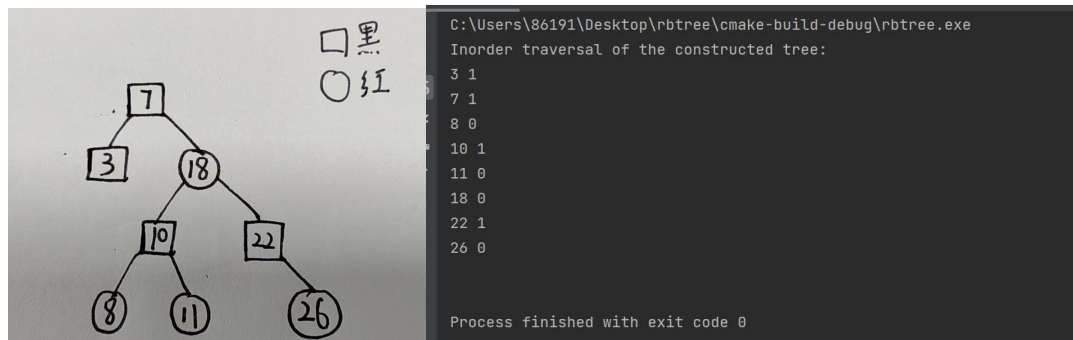 □黑
○红
7
3 18
10 22
8 11 26
C:\Users\86191\Desktop\rbtree\cmake-build-debug\rbtree.exe
Inorder traversal of the constructed tree:
3 1
7 1
8 0
10 1
11 0
18 0
22 1
26 0
Process finished with exit code 0